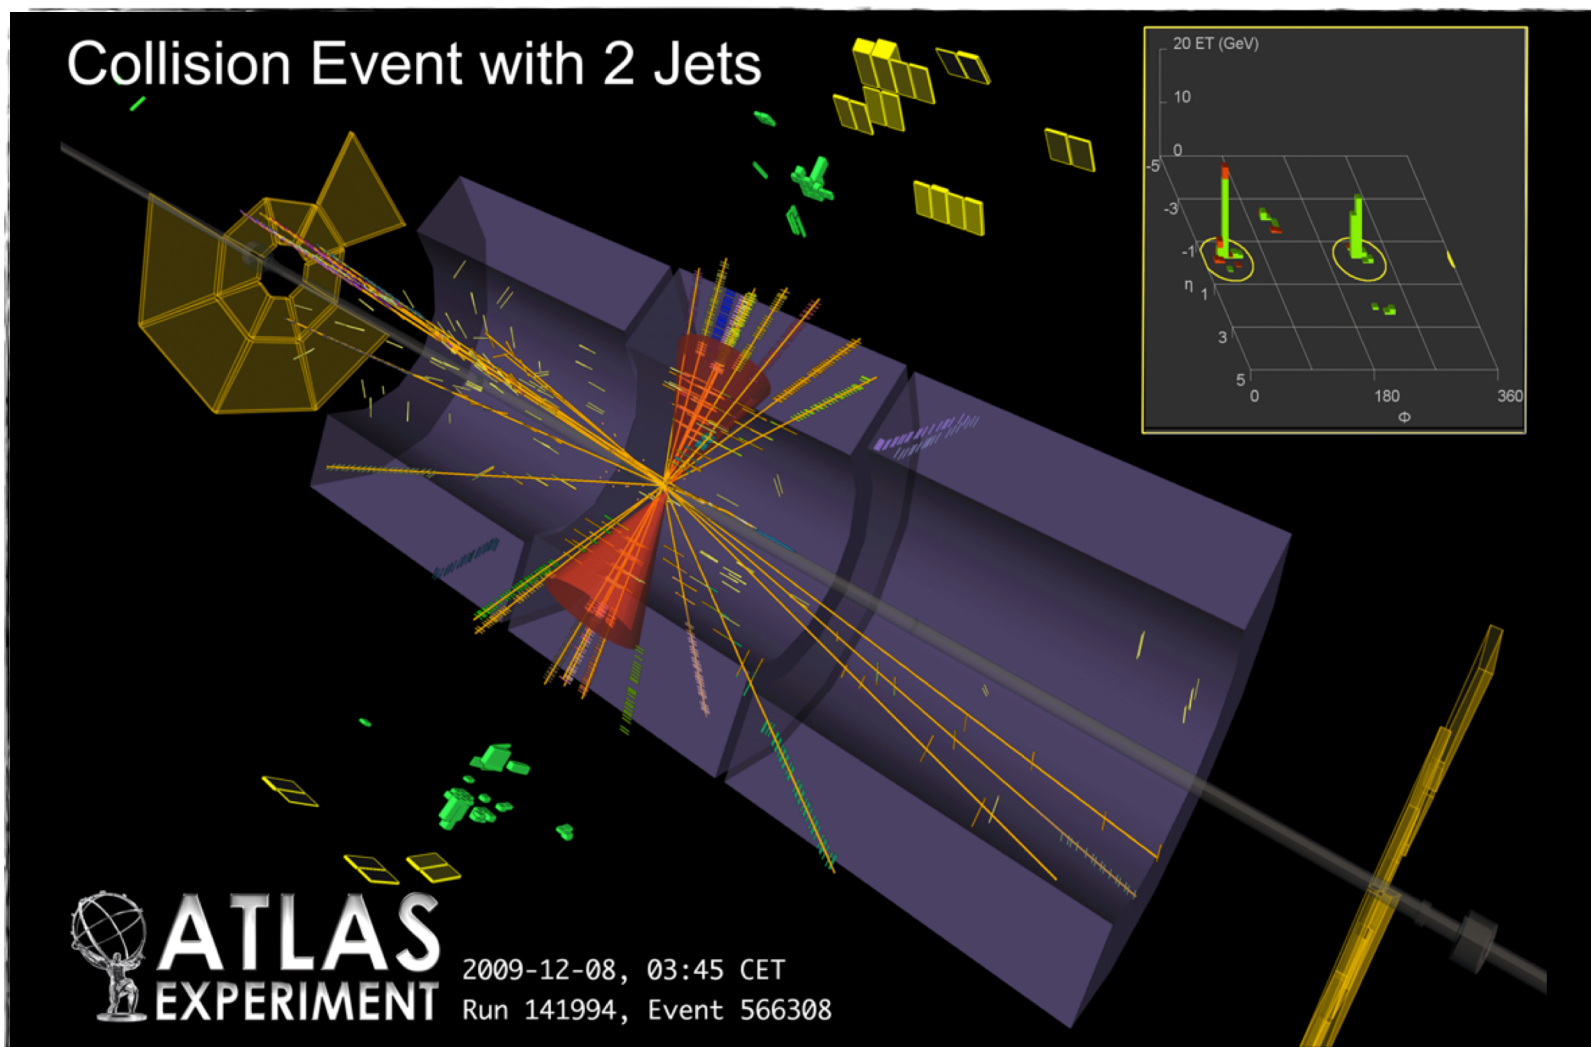 Collision Event with 2 Jets
20 ET (GeV)
10
0
-5
-3
-1
η
1
3
5
0
180
360
Φ
ATLAS
EXPERIMENT
2009-12-08, 03:45 CET
Run 141994, Event 566308